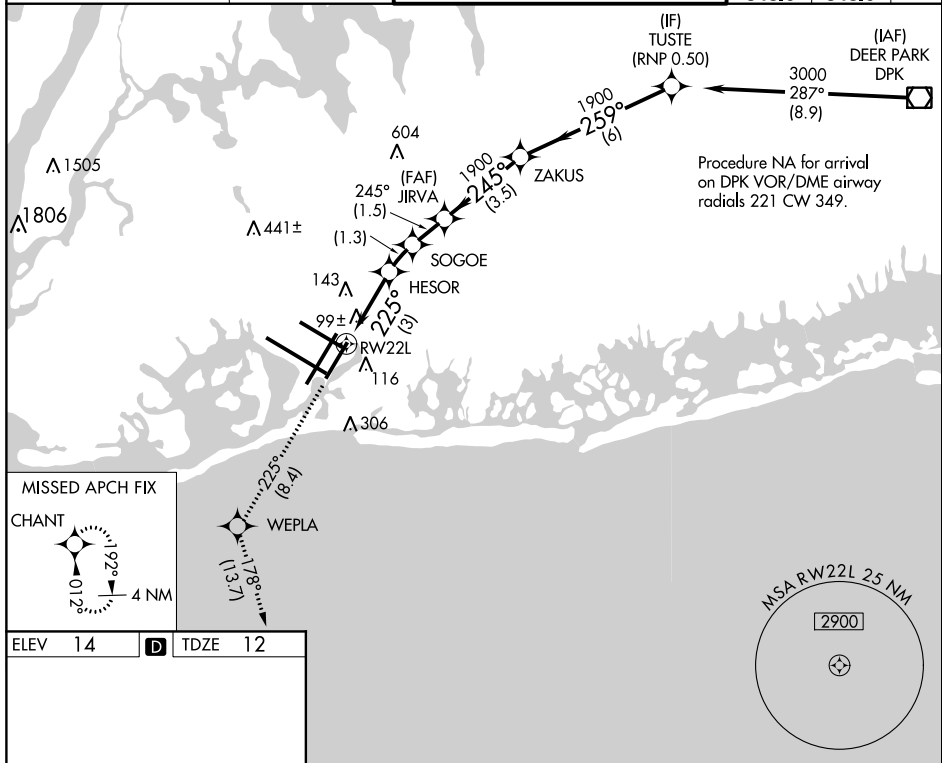 (IF)
TUSTE
(RNP 0.50)
(IAF)
DEER PARK
DPK
3000
287°
(8.9)
1900
259°
(6)
604
1505
1806
441±
ZAKUS
Procedure NA for arrival
on DPK VOR/DME airway
radials 221 CW 349.
1900
245°
(3.5)
(FAF)
JIRVA
245°
(1.5)
(1.3)
SOGOE
HESOR
143
225°
(3)
99±
RW22L
116
306
225°
(8.4)
WEPLA
178°
(13.7)
MISSED APCH FIX
CHANT
192°
012°
4 NM
MSA RW22L 25 NM
2900
ELEV 14 D TDZE 12